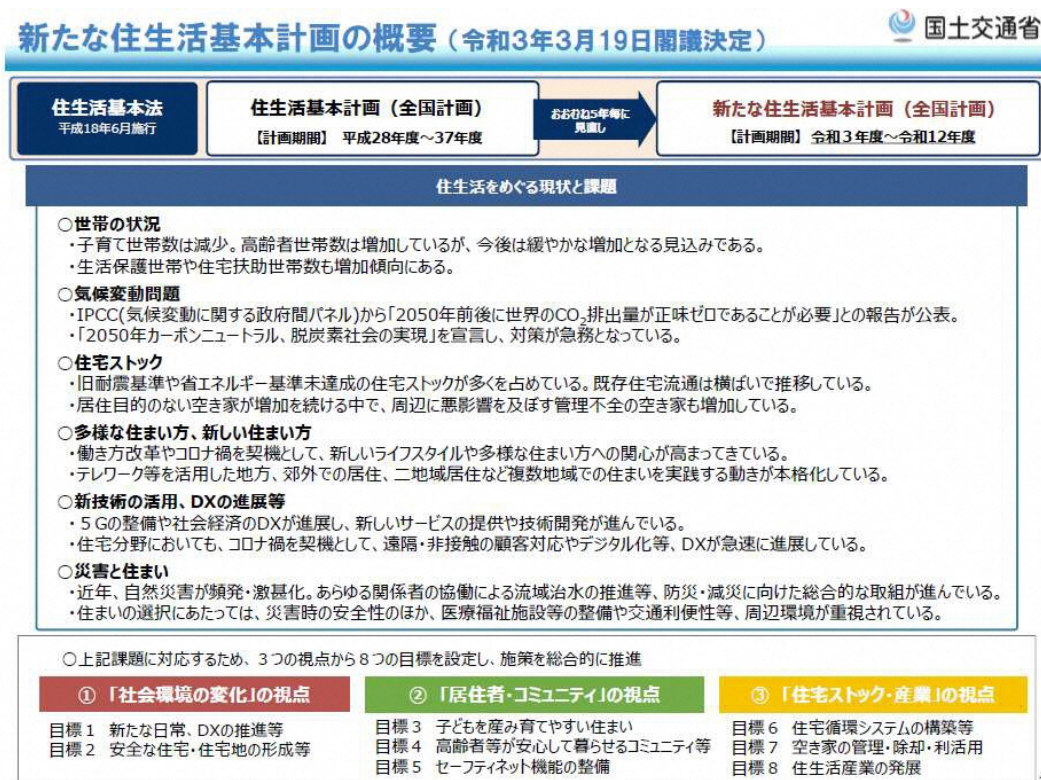 新たな住生活基本計画の概要（令和3年3月19日閣議決定）
国土交通省
住生活基本法
平成18年6月施行
住生活基本計画（全国計画）
【計画期間】 平成28年度～37年度
おおむね5年毎に
見直し
新たな住生活基本計画（全国計画）
【計画期間】 令和３年度～令和12年度
住生活をめぐる現状と課題
○世帯の状況
・子育て世帯数は減少。高齢者世帯数は増加しているが、今後は緩やかな増加となる見込みである。
・生活保護世帯や住宅扶助世帯数も増加傾向にある。
○気候変動問題
・IPCC(気候変動に関する政府間パネル)から「2050年前後に世界のCO₂排出量が正味ゼロであることが必要」との報告が公表。
・「2050年カーボンニュートラル、脱炭素社会の実現」を宣言し、対策が急務となっている。
○住宅ストック
・旧耐震基準や省エネルギー基準未達成の住宅ストックが多くを占めている。既存住宅流通は横ばいで推移している。
・居住目的のない空き家が増加を続ける中で、周辺に悪影響を及ぼす管理不全の空き家も増加している。
○多様な住まい方、新しい住まい方
・働き方改革やコロナ禍を契機として、新しいライフスタイルや多様な住まい方への関心が高まってきている。
・テレワーク等を活用した地方、郊外での居住、二地域居住など複数地域での住まいを実践する動きが本格化している。
○新技術の活用、DXの進展等
・５Gの整備や社会経済のDXが進展し、新しいサービスの提供や技術開発が進んでいる。
・住宅分野においても、コロナ禍を契機として、遠隔・非接触の顧客対応やデジタル化等、DXが急速に進展している。
○災害と住まい
・近年、自然災害が頻発・激甚化。あらゆる関係者の協働による流域治水の推進等、防災・減災に向けた総合的な取組が進んでいる。
・住まいの選択にあたっては、災害時の安全性のほか、医療福祉施設等の整備や交通利便性等、周辺環境が重視されている。
○上記課題に対応するため、３つの視点から８つの目標を設定し、施策を総合的に推進
①「社会環境の変化」の視点
目標１ 新たな日常、DXの推進等
目標２ 安全な住宅・住宅地の形成等
②「居住者・コミュニティ」の視点
目標３ 子どもを産み育てやすい住まい
目標４ 高齢者等が安心して暮らせるコミュニティ等
目標５ セーフティネット機能の整備
③「住宅ストック・産業」の視点
目標６ 住宅循環システムの構築等
目標７ 空き家の管理・除却・利活用
目標８ 住生活産業の発展